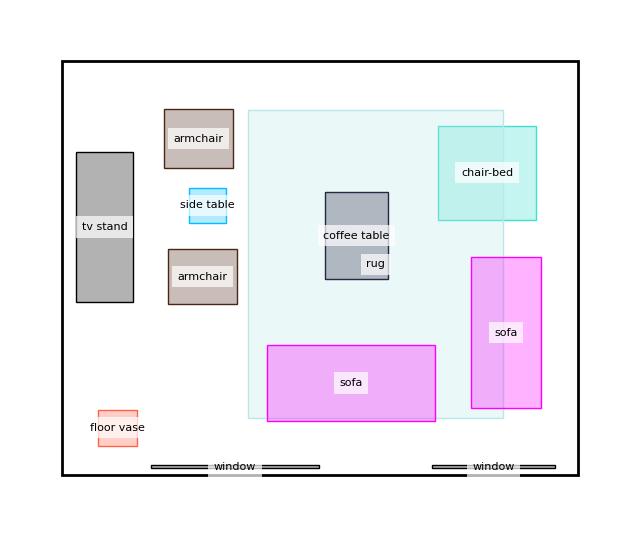 armchair
chair-bed
side table
tv stand
coffee table
rug
armchair
sofa
sofa
floor vase
window
window